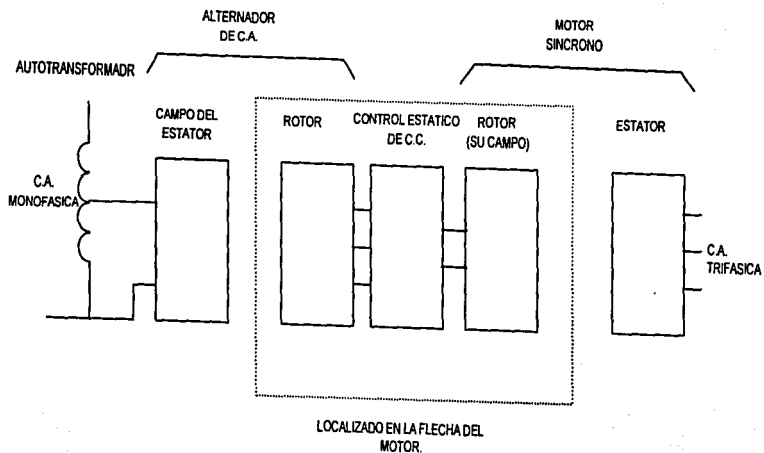 ALTERNADOR
DE C.A.
MOTOR
SINCRONO
AUTOTRANSFORMADR
CAMPO DEL
ESTATOR
ROTOR
CONTROL ESTATICO
DE C.C.
ROTOR
(SU CAMPO)
ESTATOR
C.A.
MONOFASICA
C.A.
TRIFASICA
LOCALIZADO EN LA FLECHA DEL
MOTOR.